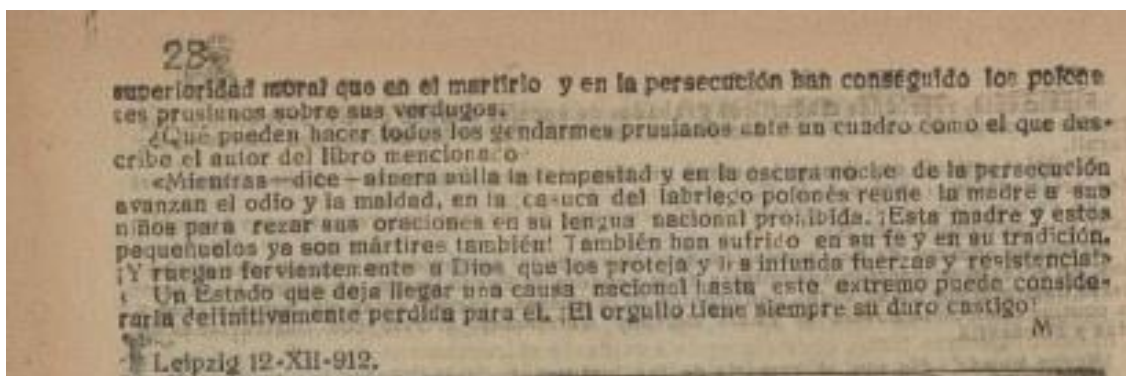 28
superioridad moral que en el martirio y en la persecución han conseguido los polone
ces prusianos sobre sus verdugos.
¿Qué pueden hacer todos los gendarmes prusianos ante un cuadro como el que des-
cribe el autor del libro mencionado
«Mientras—dice—afuera aúlla la tempestad y en la oscura noche de la persecución
avanzan el odio y la maldad, en la casuca del labriego polonés reune la madre a sus
niños para rezar sus oraciones en su lengua nacional prohibida. ¡Esta madre y estos
pequeñuelos ya son mártires también! También han sufrido en su fe y en su tradición.
¡Y ruegan fervientemente a Dios que los proteja y les infunda fuerzas y resistencia!»
Un Estado que deja llegar una causa nacional hasta este extremo puede conside-
rarla definitivamente perdida para él. ¡El orgullo tiene siempre su duro castigo!
M
Leipzig 12-XII-912.